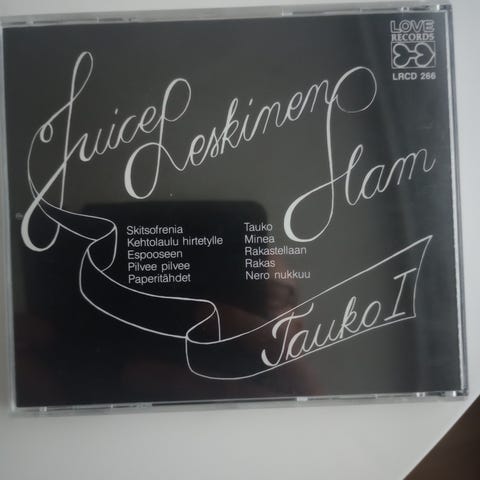 LOVE
RECORDS
LRCD 266
Juice Leskinen
Slam
Skitsofrenia
Kehtolaulu hirtetylle
Espooseen
Pilvee pilvee
Paperitähdet
Tauko
Minea
Rakastellaan
Rakas
Nero nukkuu
Tauko I